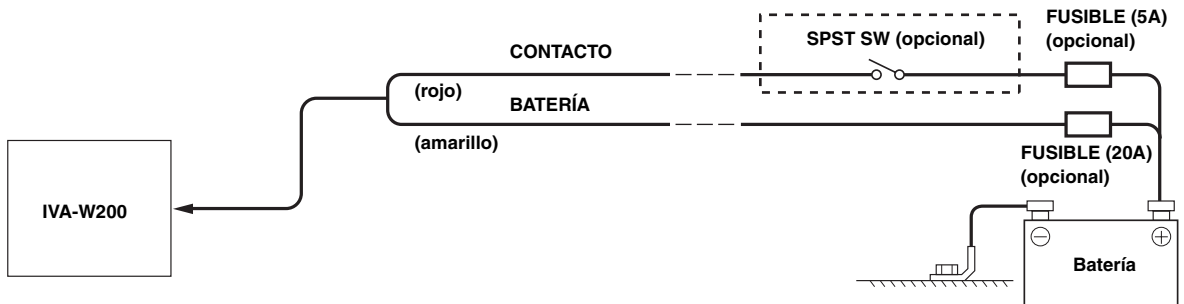 FUSIBLE (5A)
(opcional)
SPST SW (opcional)
CONTACTO
(rojo)
BATERÍA
(amarillo)
FUSIBLE (20A)
(opcional)
IVA-W200
Batería